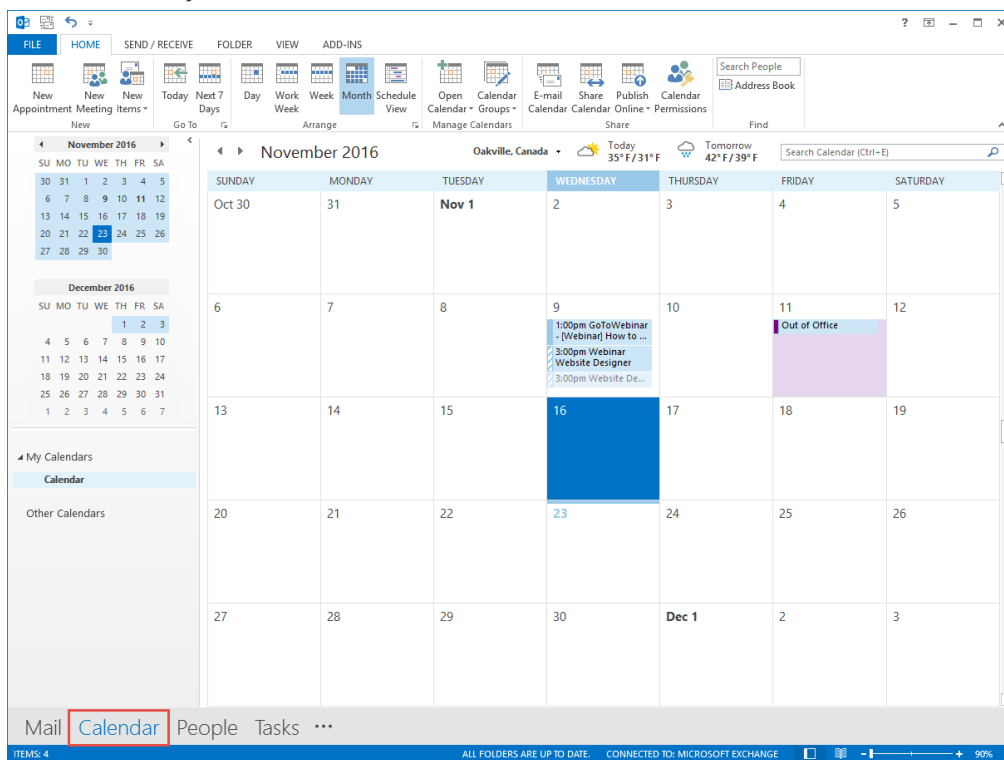 ?
FILE HOME SEND / RECEIVE FOLDER VIEW ADD-INS
New Appointment
New Meeting
New Items
Today
Next 7 Days
Day
Work Week
Week
Month
Schedule View
Open Calendar
Calendar Groups
E-mail Calendar
Share Calendar
Publish Online
Calendar Permissions
Search People
Address Book
New Go To Arrange Manage Calendars Share Find
November 2016
SU MO TU WE TH FR SA
30 31 1 2 3 4 5
6 7 8 9 10 11 12
13 14 15 16 17 18 19
20 21 22 23 24 25 26
27 28 29 30
December 2016
SU MO TU WE TH FR SA
1 2 3
4 5 6 7 8 9 10
11 12 13 14 15 16 17
18 19 20 21 22 23 24
25 26 27 28 29 30 31
1 2 3 4 5 6 7
My Calendars
Calendar
Other Calendars
November 2016
Oakville, Canada
Today
35° F / 31° F
Tomorrow
42° F / 39° F
Search Calendar (Ctrl+E)
SUNDAY MONDAY TUESDAY WEDNESDAY THURSDAY FRIDAY SATURDAY
Oct 30 31 Nov 1 2 3 4 5
6 7 8 9 10 11 12
1:00pm GoToWebinar
- [Webinar] How to ...
3:00pm Webinar
Website Designer
3:00pm Website De...
Out of Office
13 14 15 16 17 18 19
20 21 22 23 24 25 26
27 28 29 30 Dec 1 2 3
Mail Calendar People Tasks ...
ITEMS: 4 ALL FOLDERS ARE UP TO DATE. CONNECTED TO: MICROSOFT EXCHANGE 90%